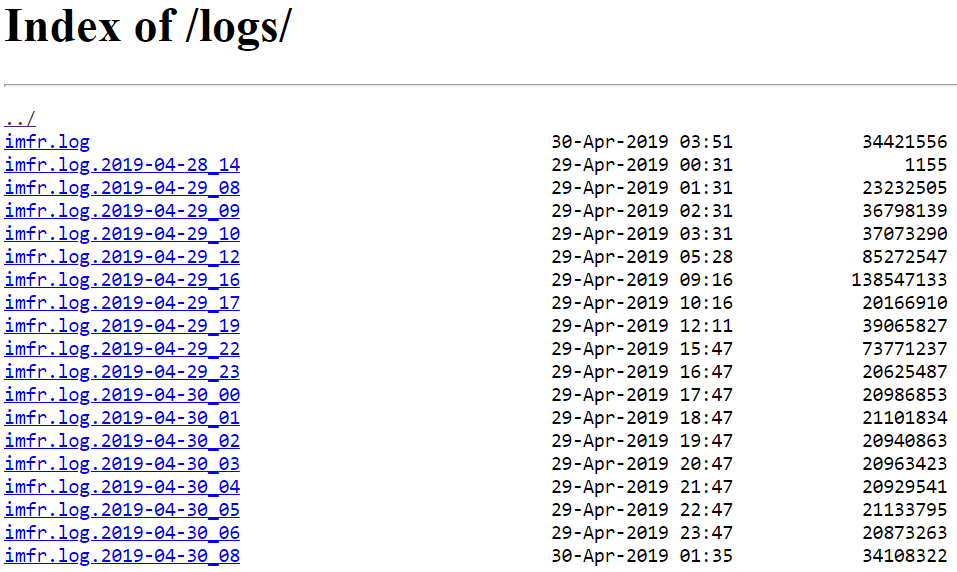 Index of /logs/
../
imfr.log 30-Apr-2019 03:51 34421556
imfr.log.2019-04-28_14 29-Apr-2019 00:31 1155
imfr.log.2019-04-29_08 29-Apr-2019 01:31 23232505
imfr.log.2019-04-29_09 29-Apr-2019 02:31 36798139
imfr.log.2019-04-29_10 29-Apr-2019 03:31 37073290
imfr.log.2019-04-29_12 29-Apr-2019 05:28 85272547
imfr.log.2019-04-29_16 29-Apr-2019 09:16 138547133
imfr.log.2019-04-29_17 29-Apr-2019 10:16 20166910
imfr.log.2019-04-29_19 29-Apr-2019 12:11 39065827
imfr.log.2019-04-29_22 29-Apr-2019 15:47 73771237
imfr.log.2019-04-29_23 29-Apr-2019 16:47 20625487
imfr.log.2019-04-30_00 29-Apr-2019 17:47 20986853
imfr.log.2019-04-30_01 29-Apr-2019 18:47 21101834
imfr.log.2019-04-30_02 29-Apr-2019 19:47 20940863
imfr.log.2019-04-30_03 29-Apr-2019 20:47 20963423
imfr.log.2019-04-30_04 29-Apr-2019 21:47 20929541
imfr.log.2019-04-30_05 29-Apr-2019 22:47 21133795
imfr.log.2019-04-30_06 29-Apr-2019 23:47 20873263
imfr.log.2019-04-30_08 30-Apr-2019 01:35 34108322